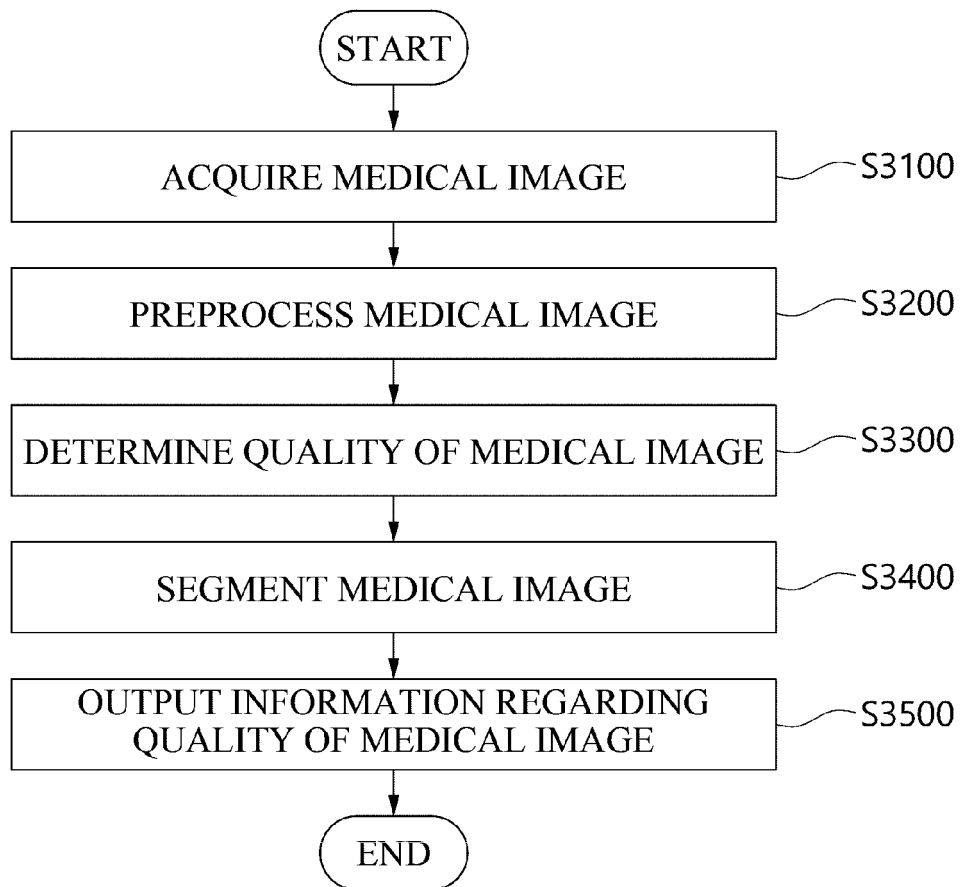 START
ACQUIRE MEDICAL IMAGE
S3100
PREPROCESS MEDICAL IMAGE
S3200
DETERMINE QUALITY OF MEDICAL IMAGE
S3300
SEGMENT MEDICAL IMAGE
S3400
OUTPUT INFORMATION REGARDING
QUALITY OF MEDICAL IMAGE
S3500
END